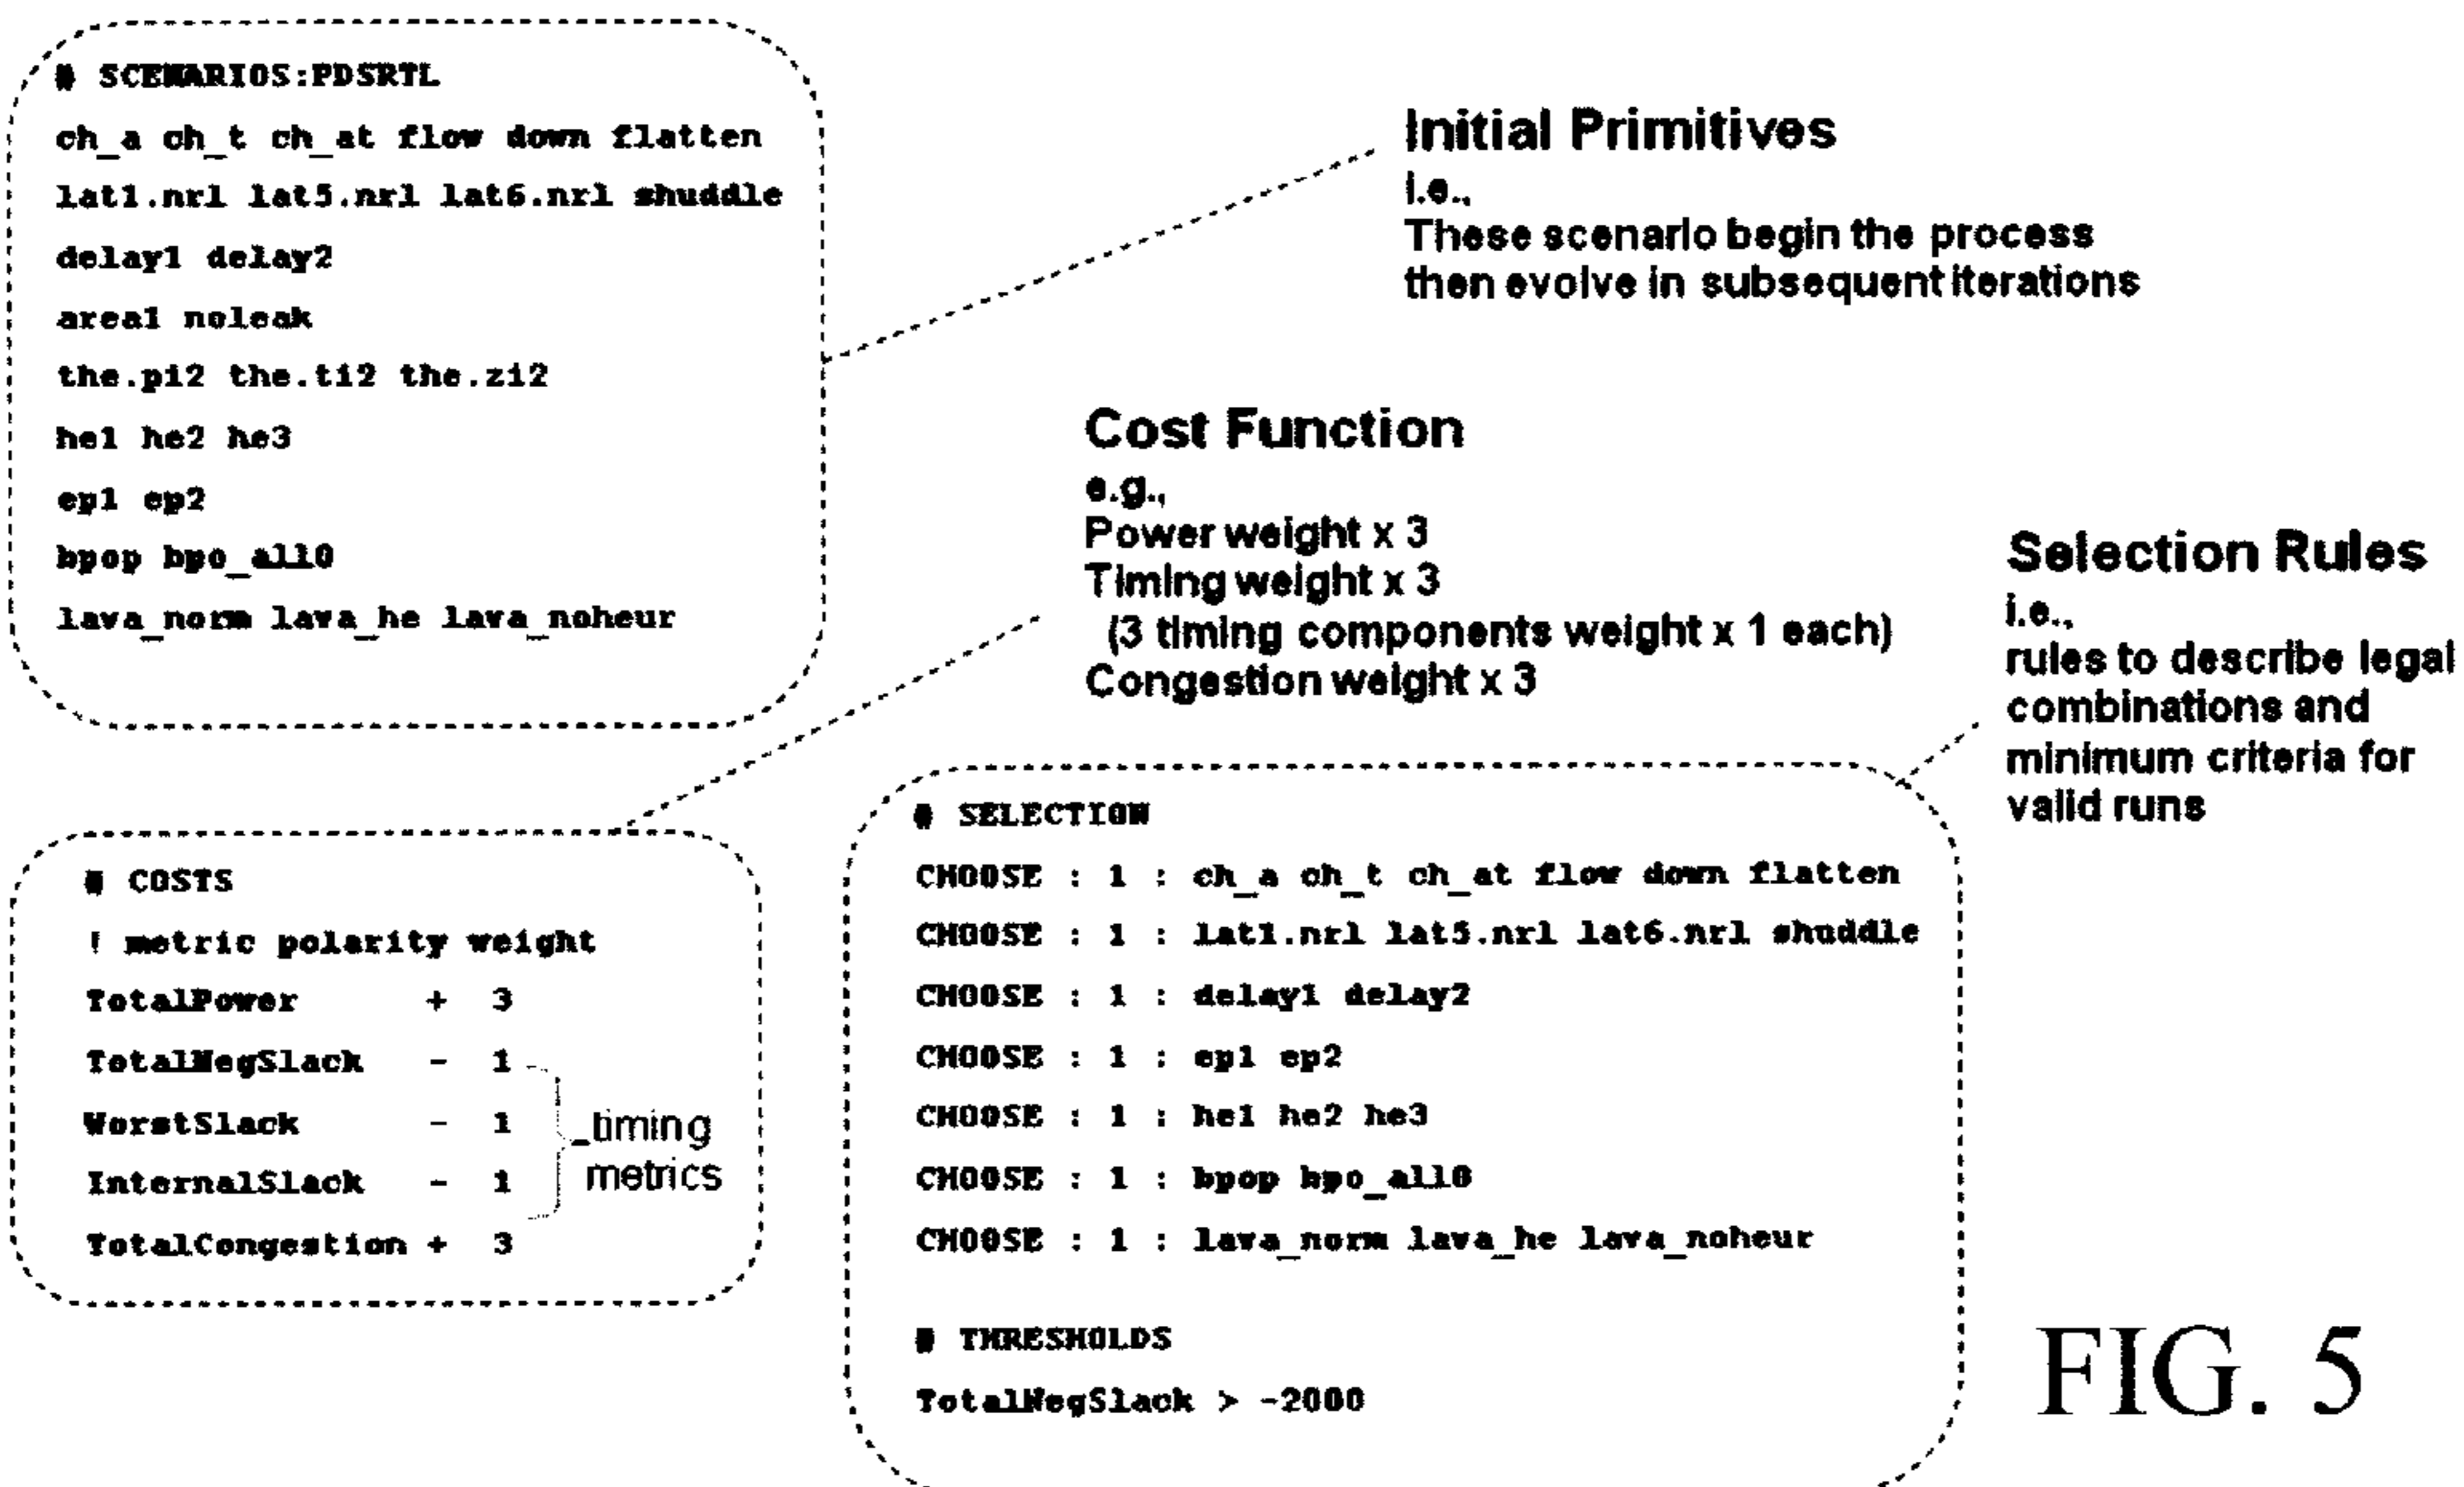 # SCENARIOS:PDSRTL
ch_a ch_t ch_at flow down flatten
lat1.nrl lat5.nrl lat6.nrl shuddle
delay1 delay2
area1 noleak
the.pi2 the.ti2 the.zi2
he1 he2 he3
ep1 ep2
bpop bpo_all0
lava_norm lava_he lava_noheur
Initial Primitives
i.e.,
These scenario begin the process
then evolve in subsequent iterations
Cost Function
e.g.,
Power weight x 3
Timing weight x 3
(3 timing components weight x 1 each)
Congestion weight x 3
Selection Rules
i.e.,
rules to describe legal
combinations and
minimum criteria for
valid runs
# COSTS
! metric polarity weight
TotalPower + 3
TotalNegSlack - 1
WorstSlack - 1
InternalSlack - 1
TotalCongestion + 3
timing
metrics
# SELECTION
CHOOSE : 1 : ch_a ch_t ch_at flow down flatten
CHOOSE : 1 : lat1.nrl lat5.nrl lat6.nrl shuddle
CHOOSE : 1 : delay1 delay2
CHOOSE : 1 : ep1 ep2
CHOOSE : 1 : he1 he2 he3
CHOOSE : 1 : bpop bpo_all0
CHOOSE : 1 : lava_norm lava_he lava_noheur
# THRESHOLDS
TotalNegSlack > -2000
FIG. 5